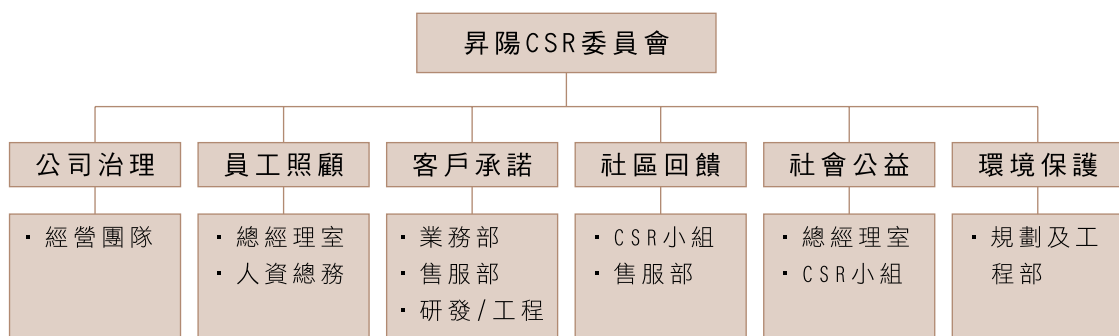 昇陽CSR委員會
公司治理
員工照顧
客戶承諾
社區回饋
社會公益
環境保護
· 經營團隊
· 總經理室
· 人資總務
· 業務部
· 售服部
· 研發/工程
· CSR小組
· 售服部
· 總經理室
· CSR小組
· 規劃及工
程部